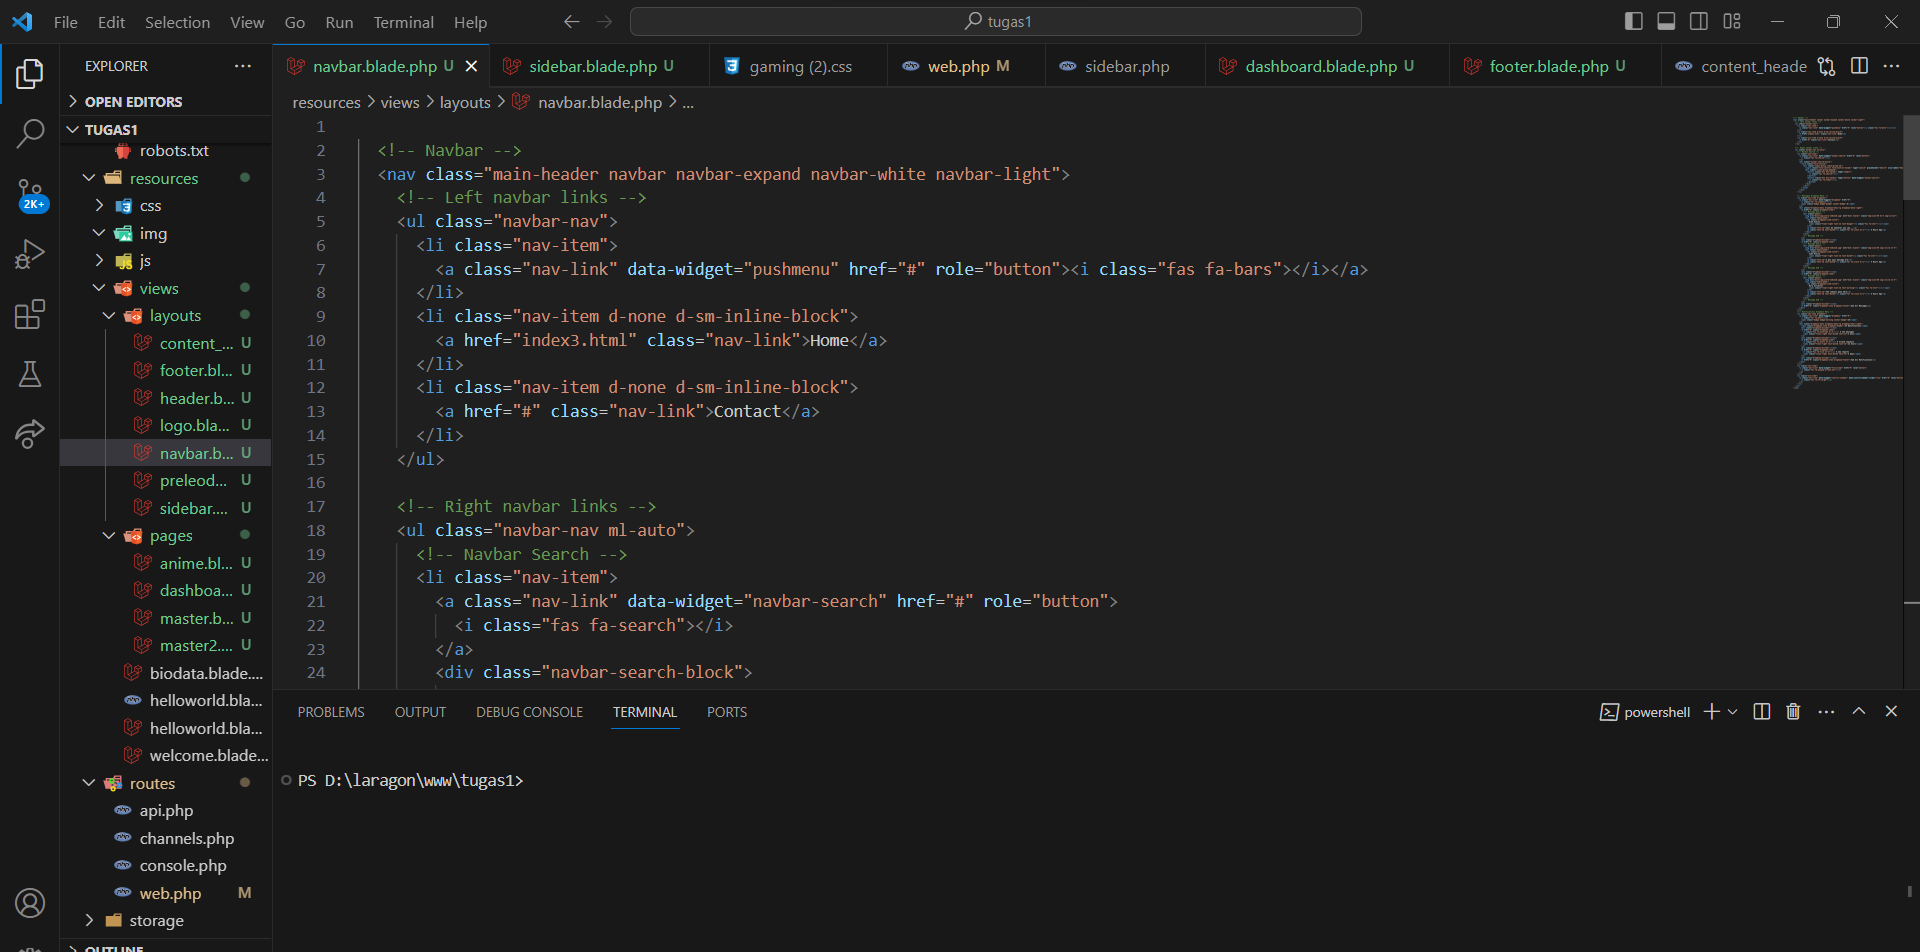 File Edit Selection View Go Run Terminal Help
tugas1
EXPLORER
OPEN EDITORS
TUGAS1
robots.txt
resources
css
img
js
views
layouts
content_... U
footer.bl... U
header.b... U
logo.bla... U
navbar.b... U
preleod... U
sidebar.... U
pages
anime.bl... U
dashboa... U
master.b... U
master2.... U
biodata.blade....
helloworld.bla...
helloworld.bla...
welcome.blade...
routes
api.php
channels.php
console.php
web.php M
storage
OUTLINE
2K+
navbar.blade.php U
sidebar.blade.php U
gaming (2).css
web.php M
sidebar.php
dashboard.blade.php U
footer.blade.php U
content_heade
resources > views > layouts > navbar.blade.php > ...
1
2 <!-- Navbar -->
3 <nav class="main-header navbar navbar-expand navbar-white navbar-light">
4 <!-- Left navbar links -->
5 <ul class="navbar-nav">
6 <li class="nav-item">
7 <a class="nav-link" data-widget="pushmenu" href="#" role="button"><i class="fas fa-bars"></i></a>
8 </li>
9 <li class="nav-item d-none d-sm-inline-block">
10 <a href="index3.html" class="nav-link">Home</a>
11 </li>
12 <li class="nav-item d-none d-sm-inline-block">
13 <a href="#" class="nav-link">Contact</a>
14 </li>
15 </ul>
16
17 <!-- Right navbar links -->
18 <ul class="navbar-nav ml-auto">
19 <!-- Navbar Search -->
20 <li class="nav-item">
21 <a class="nav-link" data-widget="navbar-search" href="#" role="button">
22 <i class="fas fa-search"></i>
23 </a>
24 <div class="navbar-search-block">
PROBLEMS OUTPUT DEBUG CONSOLE TERMINAL PORTS
powershell
PS D:\laragon\www\tugas1>